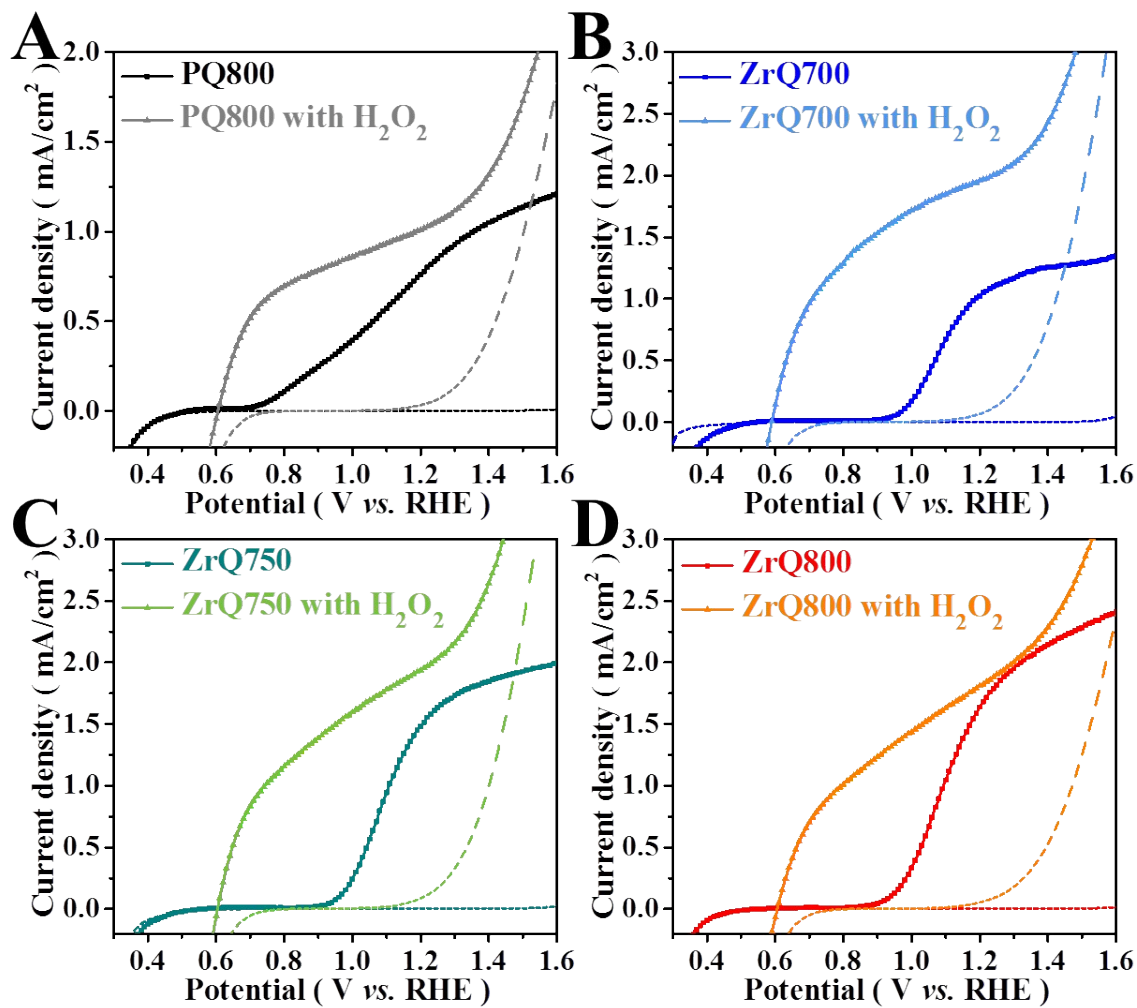 A
PQ800
PQ800 with H₂O₂
Current density ( mA/cm² )
2.0
1.5
1.0
0.5
0.0
0.4 0.6 0.8 1.0 1.2 1.4 1.6
Potential ( V vs. RHE )
B
ZrQ700
ZrQ700 with H₂O₂
Current density ( mA/cm² )
3.0
2.5
2.0
1.5
1.0
0.5
0.0
0.4 0.6 0.8 1.0 1.2 1.4 1.6
Potential ( V vs. RHE )
C
ZrQ750
ZrQ750 with H₂O₂
Current density ( mA/cm² )
3.0
2.5
2.0
1.5
1.0
0.5
0.0
0.4 0.6 0.8 1.0 1.2 1.4 1.6
Potential ( V vs. RHE )
D
ZrQ800
ZrQ800 with H₂O₂
Current density ( mA/cm² )
3.0
2.5
2.0
1.5
1.0
0.5
0.0
0.4 0.6 0.8 1.0 1.2 1.4 1.6
Potential ( V vs. RHE )